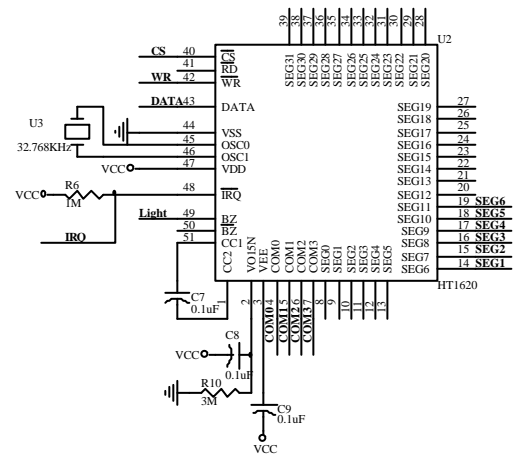 39 38 37 36 35 34 33 32 31 30 29 28
U2
SEG31 SEG30 SEG29 SEG28 SEG27 SEG26 SEG25 SEG24 SEG23 SEG22 SEG21 SEG20
CS 40 CS
41 RD
WR 42 WR
DATA 43 DATA
44 VSS
45 OSC0
46 OSC1
VCC 47 VDD
U3
32.768KHz
VCC R6 1M 48 IRQ
IRQ
Light 49 BZ
50 BZ
51 CC1
SEG19 27
SEG18 26
SEG17 25
SEG16 24
SEG15 23
SEG14 22
SEG13 21
SEG12 20
SEG11 19 SEG6
SEG10 18 SEG5
SEG9 17 SEG4
SEG8 16 SEG3
SEG7 15 SEG2
SEG6 14 SEG1
HT1620
CC2 VO15N VEE COM0 COM1 COM2 COM3 SEG0 SEG1 SEG2 SEG3 SEG4 SEG5
1 2 3 4 5 6 7 8 9 10 11 12 13
COM0 COM1 COM2 COM3
C7
0.1uF
C8
VCC
0.1uF
R10
3M
C9
0.1uF
VCC